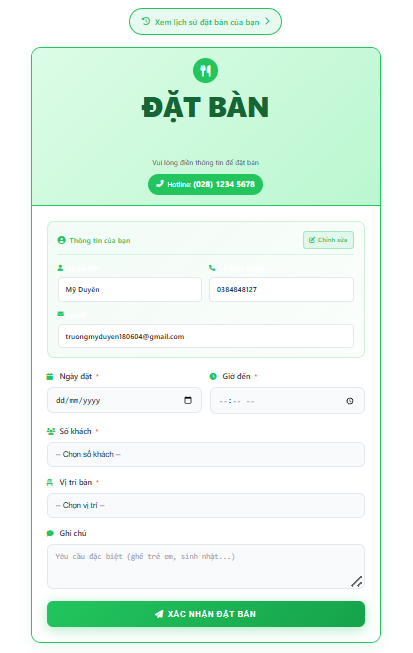 Xem lịch sử đặt bàn của bạn
ĐẶT BÀN
Vui lòng điền thông tin để đặt bàn
Hotline: (028) 1234 5678
Thông tin của bạn
Chỉnh sửa
Mỹ Duyên
0384848127
truongmyduyen180604@gmail.com
Ngày đặt *
Giờ đến *
dd/mm/yyyy
--:-- --
Số khách *
-- Chọn số khách --
Vị trí bàn *
-- Chọn vị trí --
Ghi chú
Yêu cầu đặc biệt (ghế trẻ em, sinh nhật...)
XÁC NHẬN ĐẶT BÀN